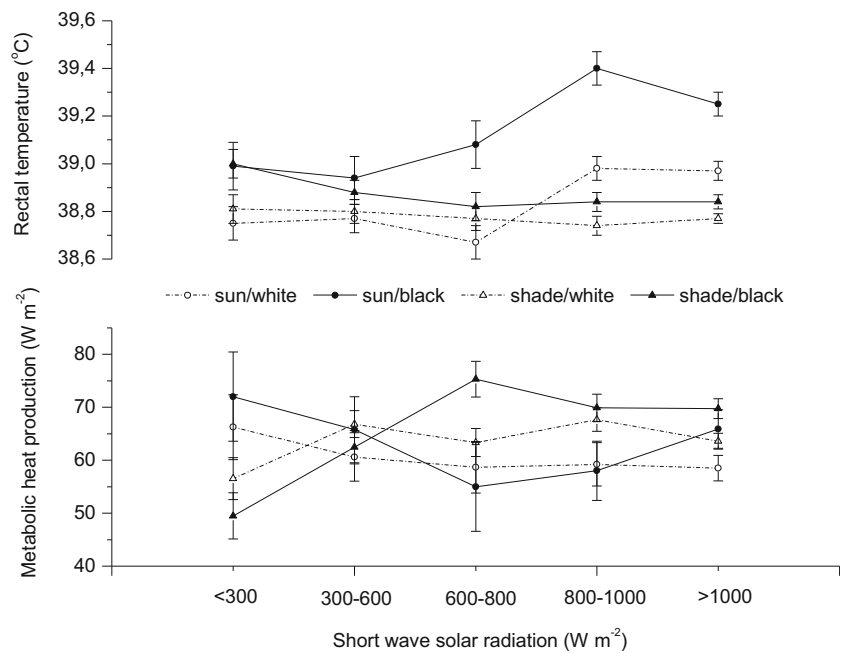 39,6
39,4
39,2
39,0
38,8
38,6
Rectal temperature (°C)
sun/white sun/black shade/white shade/black
80
70
60
50
40
Metabolic heat production (W m⁻²)
<300 300-600 600-800 800-1000 >1000
Short wave solar radiation (W m⁻²)